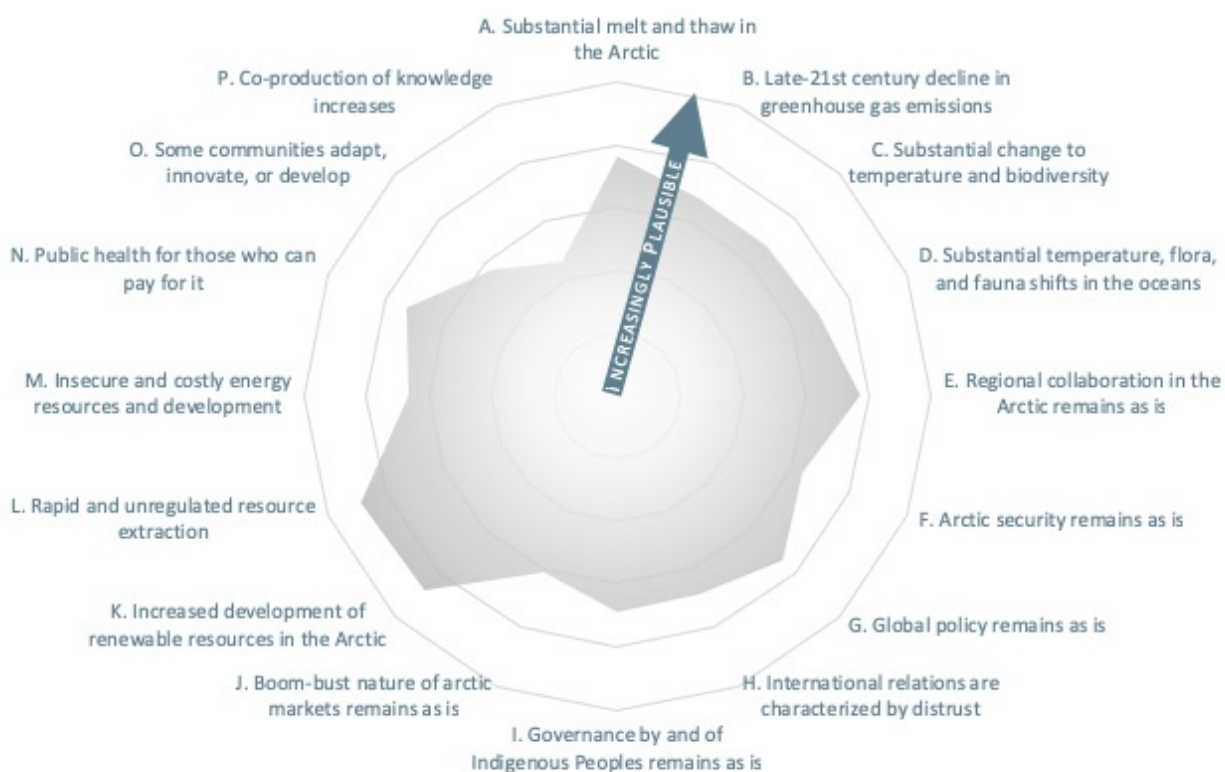 A. Substantial melt and thaw in
the Arctic
B. Late-21st century decline in
greenhouse gas emissions
C. Substantial change to
temperature and biodiversity
D. Substantial temperature, flora,
and fauna shifts in the oceans
E. Regional collaboration in the
Arctic remains as is
F. Arctic security remains as is
G. Global policy remains as is
H. International relations are
characterized by distrust
I. Governance by and of
Indigenous Peoples remains as is
J. Boom-bust nature of arctic
markets remains as is
K. Increased development of
renewable resources in the Arctic
L. Rapid and unregulated resource
extraction
M. Insecure and costly energy
resources and development
N. Public health for those who can
pay for it
O. Some communities adapt,
innovate, or develop
P. Co-production of knowledge
increases
INCREASINGLY PLAUSIBLE